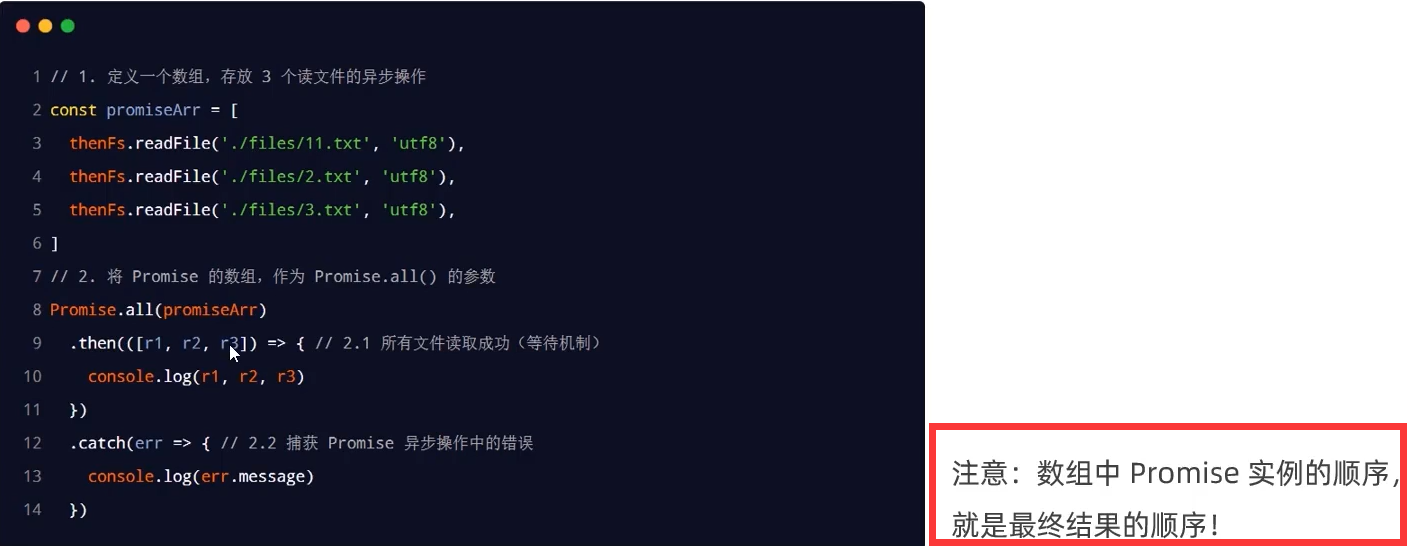 1 // 1. 定义一个数组，存放 3 个读文件的异步操作
2 const promiseArr = [
3 thenFs.readFile('./files/11.txt', 'utf8'),
4 thenFs.readFile('./files/2.txt', 'utf8'),
5 thenFs.readFile('./files/3.txt', 'utf8'),
6 ]
7 // 2. 将 Promise 的数组，作为 Promise.all() 的参数
8 Promise.all(promiseArr)
9 .then(([r1, r2, r3]) => { // 2.1 所有文件读取成功（等待机制）
10 console.log(r1, r2, r3)
11 })
12 .catch(err => { // 2.2 捕获 Promise 异步操作中的错误
13 console.log(err.message)
14 })
注意：数组中 Promise 实例的顺序，
就是最终结果的顺序！